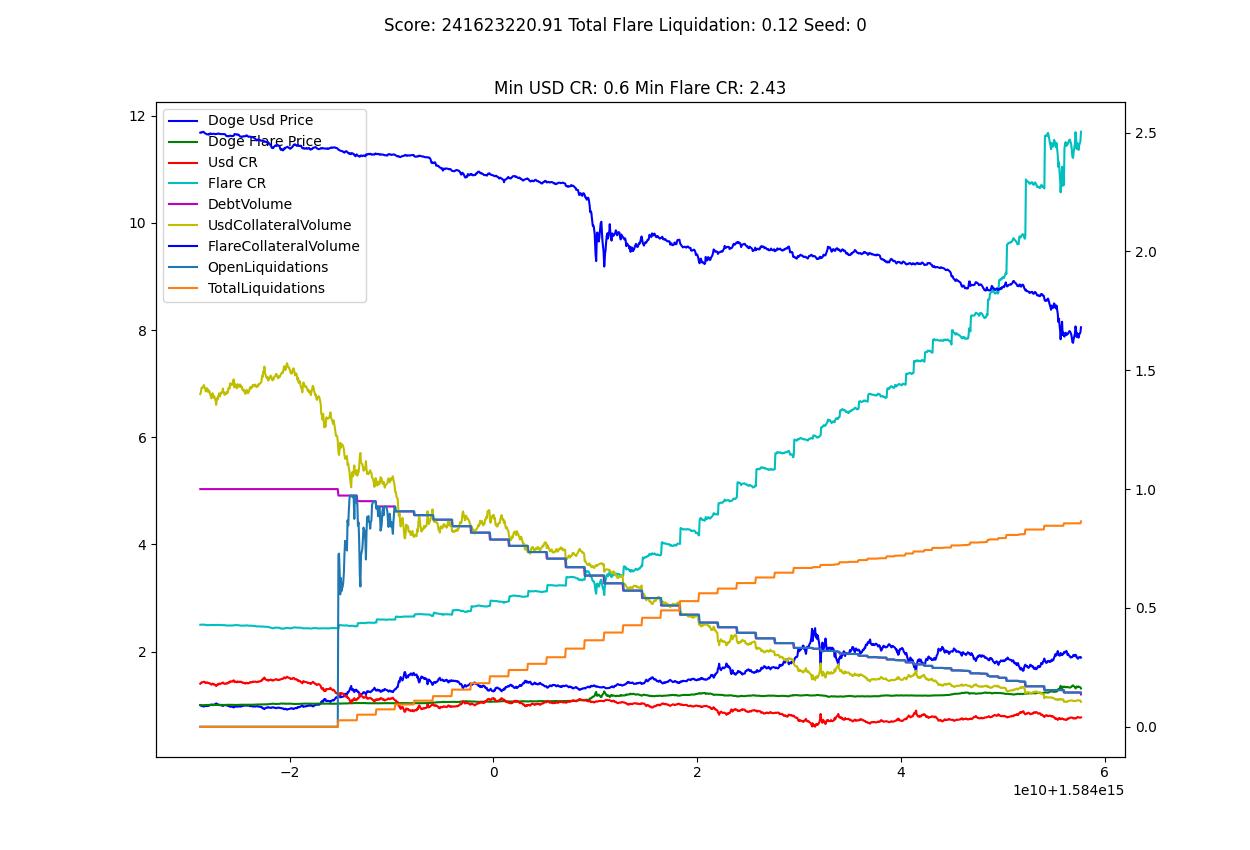 Score: 241623220.91 Total Flare Liquidation: 0.12 Seed: 0
Min USD CR: 0.6 Min Flare CR: 2.43
Doge Usd Price
Doge Flare Price
Usd CR
Flare CR
DebtVolume
UsdCollateralVolume
FlareCollateralVolume
OpenLiquidations
TotalLiquidations
12
10
8
6
4
2
2.5
2.0
1.5
1.0
0.5
0.0
−2
0
2
4
6
1e10+1.584e15